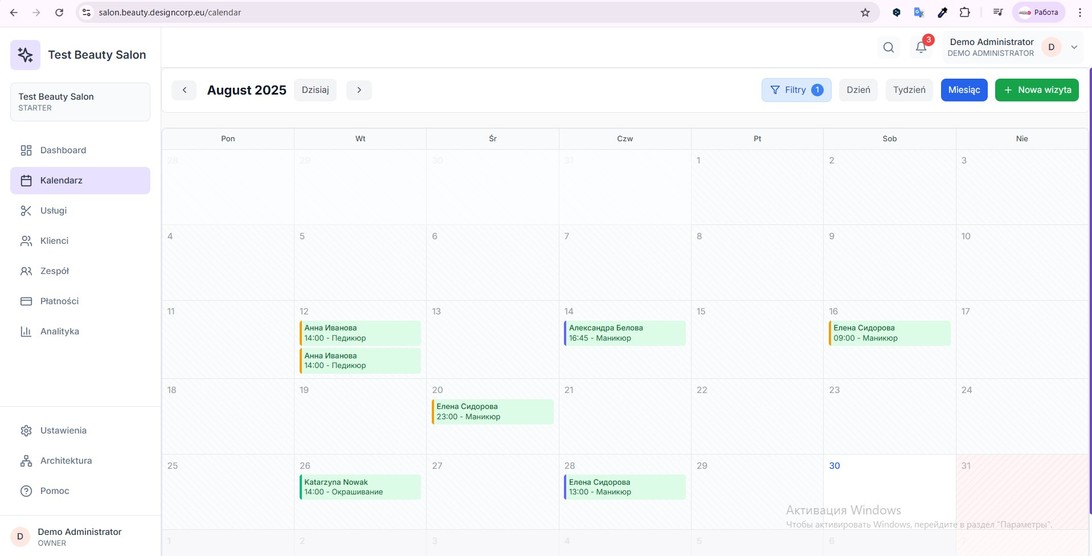 salon.beauty.designcorp.eu/calendar
Работа
Test Beauty Salon
Test Beauty Salon
STARTER
Dashboard
Kalendarz
Usługi
Klienci
Zespół
Płatności
Analityka
Ustawienia
Architektura
Pomoc
D
Demo Administrator
OWNER
3
Demo Administrator
DEMO ADMINISTRATOR
D
August 2025
Dzisiaj
Filtry 1
Dzień
Tydzień
Miesiąc
+ Nowa wizyta
Pon Wt Śr Czw Pt Sob Nie
28 29 30 31 1 2 3
4 5 6 7 8 9 10
11 12 13 14 15 16 17
Анна Иванова
14:00 - Педикюр
Анна Иванова
14:00 - Педикюр
Александра Белова
16:45 - Маникюр
Елена Сидорова
09:00 - Маникюр
18 19 20 21 22 23 24
Елена Сидорова
23:00 - Маникюр
25 26 27 28 29 30 31
Katarzyna Nowak
14:00 - Окрашивание
Елена Сидорова
13:00 - Маникюр
Активация Windows
Чтобы активировать Windows, перейдите в раздел "Параметры".
1 2 3 4 5 6